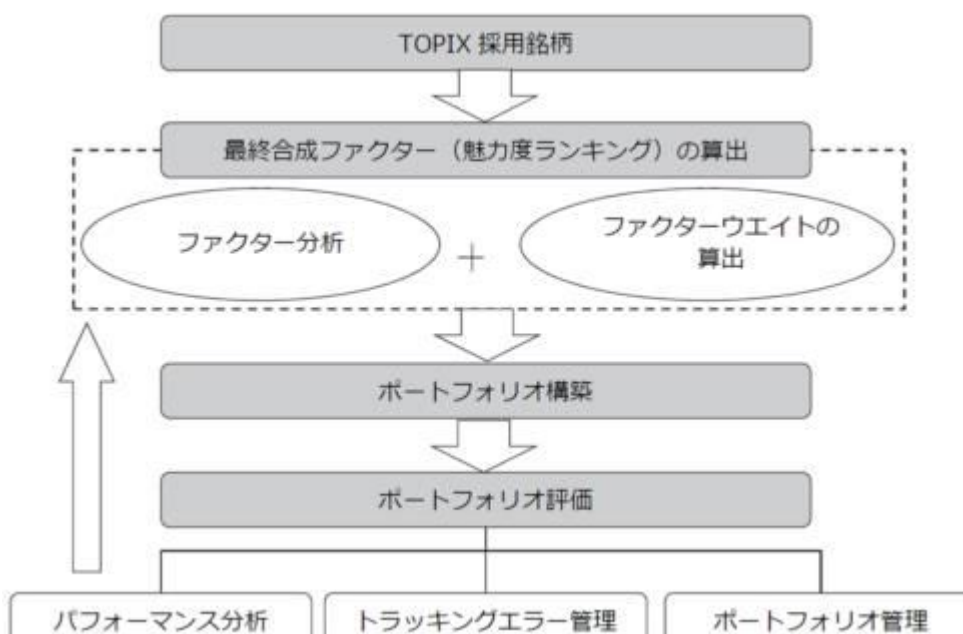 TOPIX 採用銘柄
最終合成ファクター（魅力度ランキング）の算出
ファクター分析
+
ファクターウエイトの
算出
ポートフォリオ構築
ポートフォリオ評価
パフォーマンス分析
トラッキングエラー管理
ポートフォリオ管理